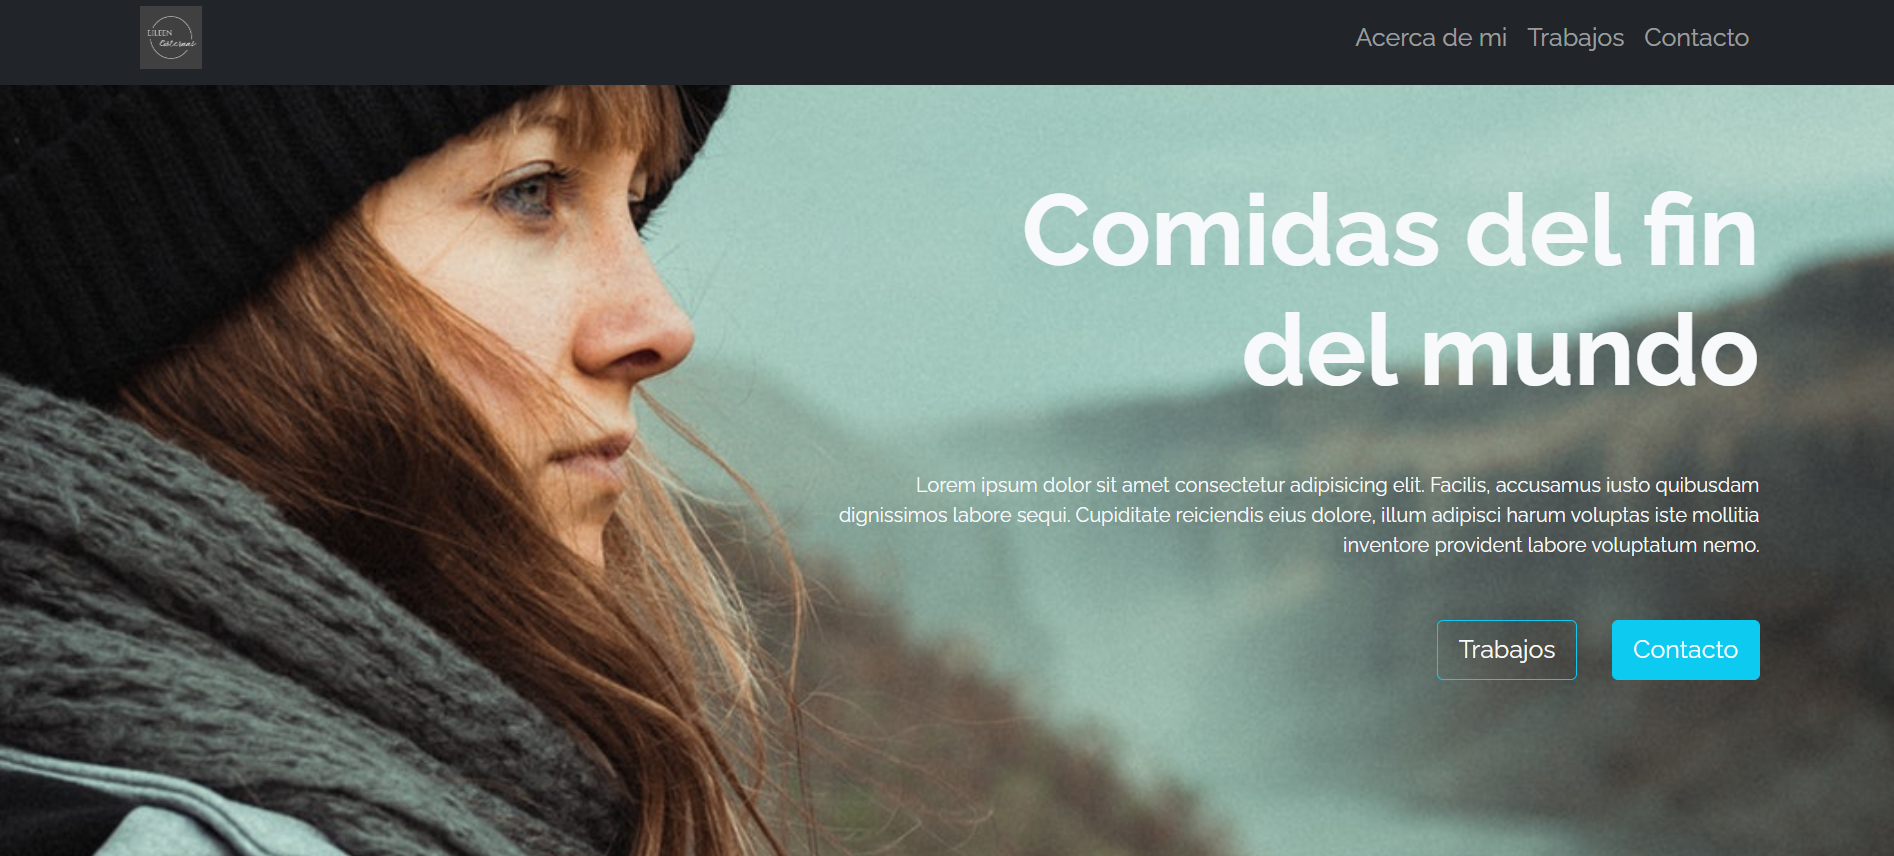 EILEEN
Acerca de mi Trabajos Contacto
Comidas del fin
del mundo
Lorem ipsum dolor sit amet consectetur adipisicing elit. Facilis, accusamus iusto quibusdam
dignissimos labore sequi. Cupiditate reiciendis eius dolore, illum adipisci harum voluptas iste mollitia
inventore provident labore voluptatum nemo.
Trabajos Contacto